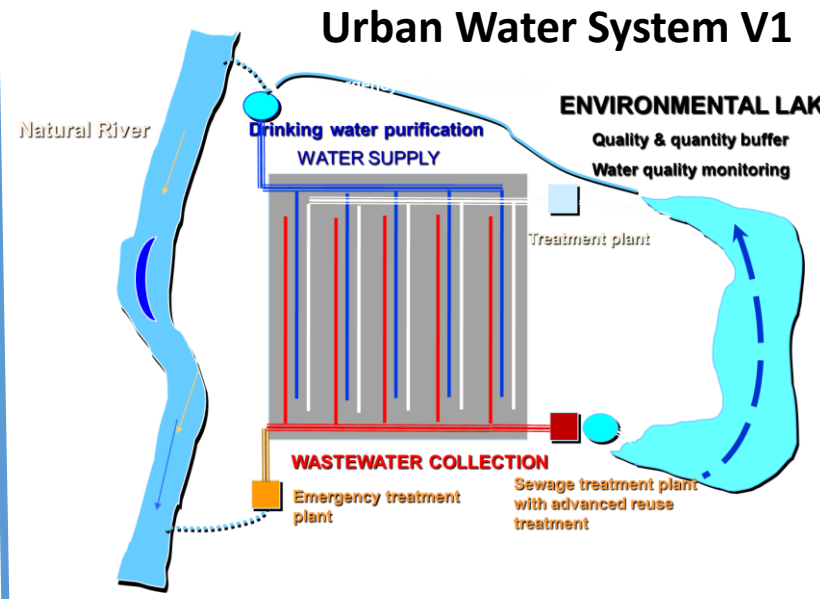 Urban Water System V1
ENVIRONMENTAL LAK
Natural River
Drinking water purification
Quality & quantity buffer
WATER SUPPLY
Water quality monitoring
Treatment plant
WASTEWATER COLLECTION
Emergency treatment
plant
Sewage treatment plant
with advanced reuse
treatment